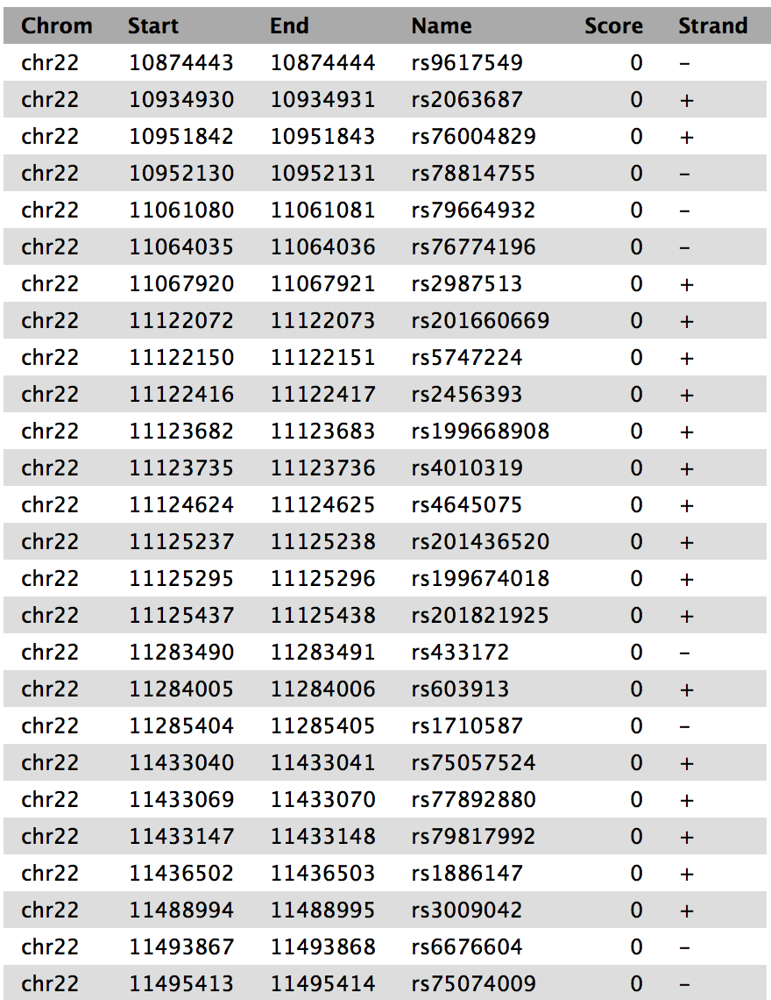 Chrom Start End Name Score Strand
chr22 10874443 10874444 rs9617549 0 -
chr22 10934930 10934931 rs2063687 0 +
chr22 10951842 10951843 rs76004829 0 +
chr22 10952130 10952131 rs78814755 0 -
chr22 11061080 11061081 rs79664932 0 -
chr22 11064035 11064036 rs76774196 0 -
chr22 11067920 11067921 rs2987513 0 +
chr22 11122072 11122073 rs201660669 0 +
chr22 11122150 11122151 rs5747224 0 +
chr22 11122416 11122417 rs2456393 0 +
chr22 11123682 11123683 rs199668908 0 +
chr22 11123735 11123736 rs4010319 0 +
chr22 11124624 11124625 rs4645075 0 +
chr22 11125237 11125238 rs201436520 0 +
chr22 11125295 11125296 rs199674018 0 +
chr22 11125437 11125438 rs201821925 0 +
chr22 11283490 11283491 rs433172 0 -
chr22 11284005 11284006 rs603913 0 +
chr22 11285404 11285405 rs1710587 0 -
chr22 11433040 11433041 rs75057524 0 +
chr22 11433069 11433070 rs77892880 0 +
chr22 11433147 11433148 rs79817992 0 +
chr22 11436502 11436503 rs1886147 0 +
chr22 11488994 11488995 rs3009042 0 +
chr22 11493867 11493868 rs6676604 0 -
chr22 11495413 11495414 rs75074009 0 -